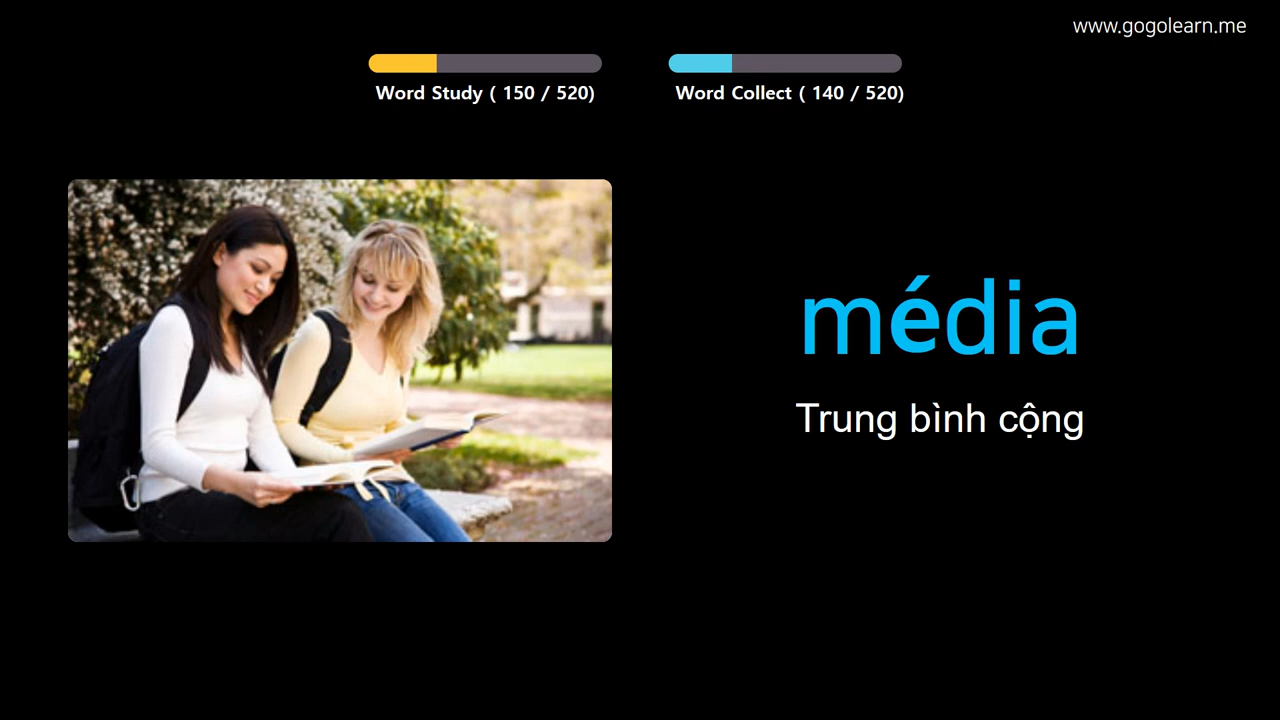 www.gogolearn.me
Word Study ( 150 / 520)
Word Collect ( 140 / 520)
média
Trung bình cộng